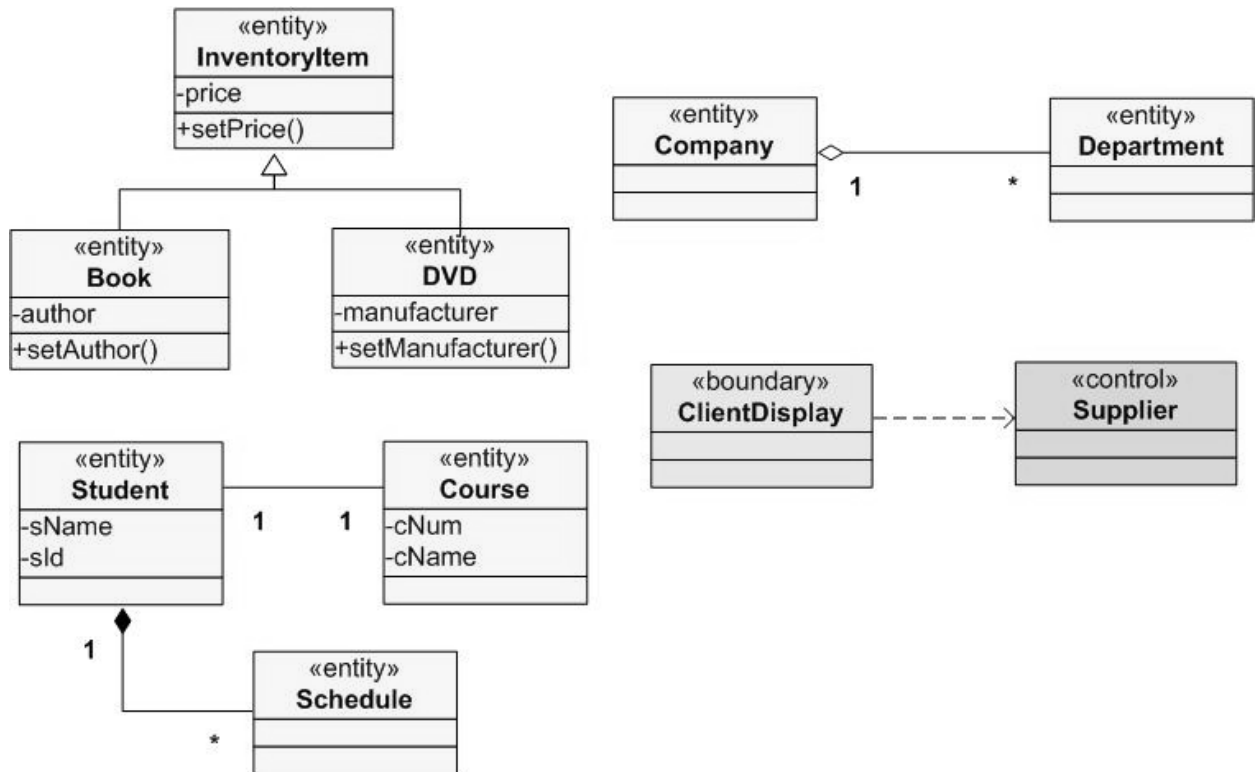 «entity»
InventoryItem
-price
+setPrice()
«entity»
Book
-author
+setAuthor()
«entity»
DVD
-manufacturer
+setManufacturer()
«entity»
Company
1
*
«entity»
Department
«boundary»
ClientDisplay
«control»
Supplier
«entity»
Student
-sName
-sId
1
1
«entity»
Course
-cNum
-cName
1
*
«entity»
Schedule